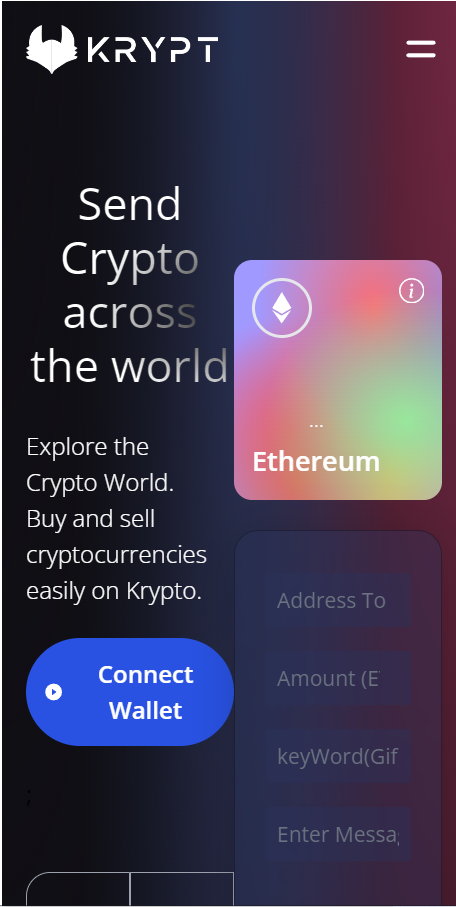 KRYPT
Send
Crypto
across
the world
Explore the
Crypto World.
Buy and sell
cryptocurrencies
easily on Krypto.
Connect
Wallet
;
...
Ethereum
Address To
Amount (E
keyWord(Gif
Enter Messa